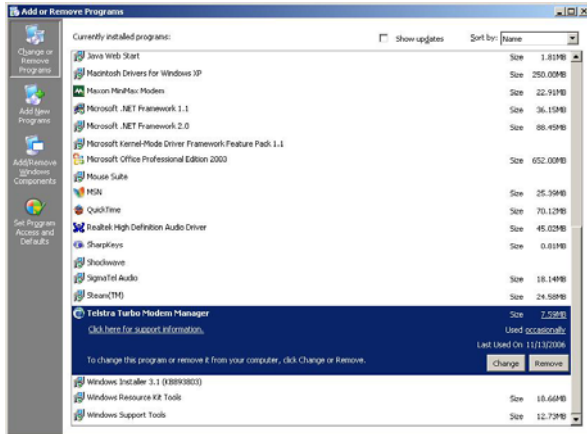 Add or Remove Programs
Change or
Remove
Programs
Add New
Programs
Add/Remove
Windows
Components
Set Program
Access and
Defaults
Currently installed programs:
Show updates
Sort by: Name
Java Web Start Size 1.81MB
Macintosh Drivers for Windows XP Size 250.00MB
Maxon MiniMax Modem Size 22.91MB
Microsoft .NET Framework 1.1 Size 36.15MB
Microsoft .NET Framework 2.0 Size 88.45MB
Microsoft Kernel-Mode Driver Framework Feature Pack 1.1
Microsoft Office Professional Edition 2003 Size 652.00MB
Mouse Suite
MSN Size 25.39MB
QuickTime Size 70.12MB
Realtek High Definition Audio Driver Size 45.02MB
SharpKeys Size 0.81MB
Shockwave
SigmaTel Audio Size 18.14MB
Steam(TM) Size 24.58MB
Telstra Turbo Modem Manager Size 7.59MB
Click here for support information. Used occasionally
Last Used On 11/13/2006
To change this program or remove it from your computer, click Change or Remove. Change Remove
Windows Installer 3.1 (KB893803)
Windows Resource Kit Tools Size 18.66MB
Windows Support Tools Size 12.73MB